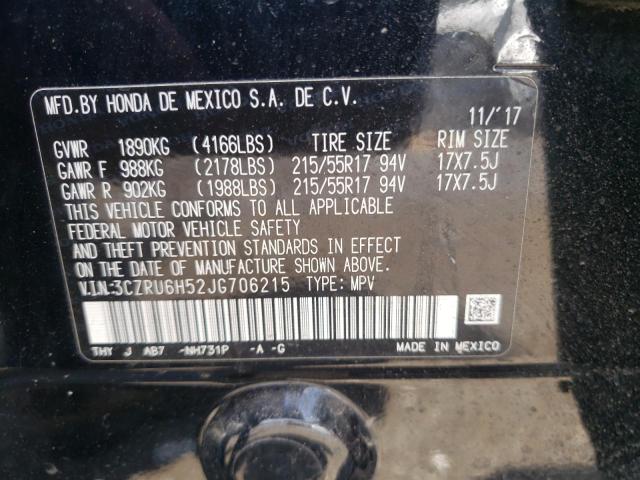 MFD.BY HONDA DE MEXICO S.A. DE C.V.
11/'17
GVWR 1890KG (4166LBS) TIRE SIZE RIM SIZE
GAWR F 988KG (2178LBS) 215/55R17 94V 17X7.5J
GAWR R 902KG (1988LBS) 215/55R17 94V 17X7.5J
THIS VEHICLE CONFORMS TO ALL APPLICABLE
FEDERAL MOTOR VEHICLE SAFETY
AND THEFT PREVENTION STANDARDS IN EFFECT
ON THE DATE OF MANUFACTURE SHOWN ABOVE.
V.I.N:3CZRU6H52JG706215 TYPE: MPV
THY J AB7 -NH731P -A -G MADE IN MEXICO